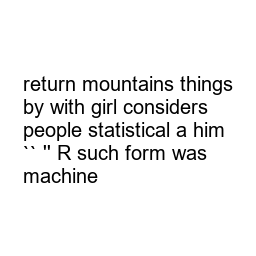 return mountains things
by with girl considers
people statistical a him
`` '' R such form was
machine